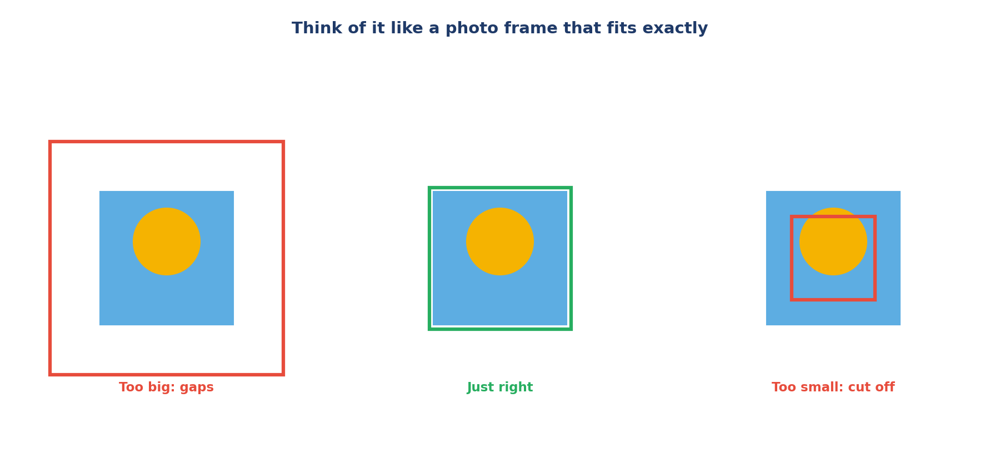 Think of it like a photo frame that fits exactly
Too big: gaps
Just right
Too small: cut off